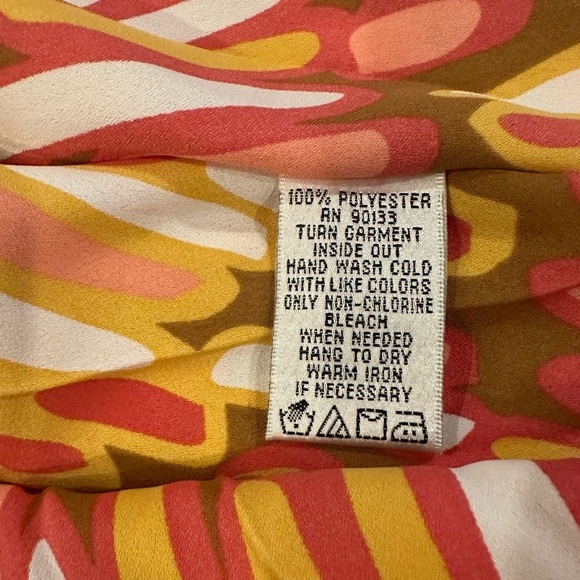 100% POLYESTER
RN 90133
TURN GARMENT
INSIDE OUT
HAND WASH COLD
WITH LIKE COLORS
ONLY NON-CHLORINE
BLEACH
WHEN NEEDED
HANG TO DRY
WARM IRON
IF NECESSARY